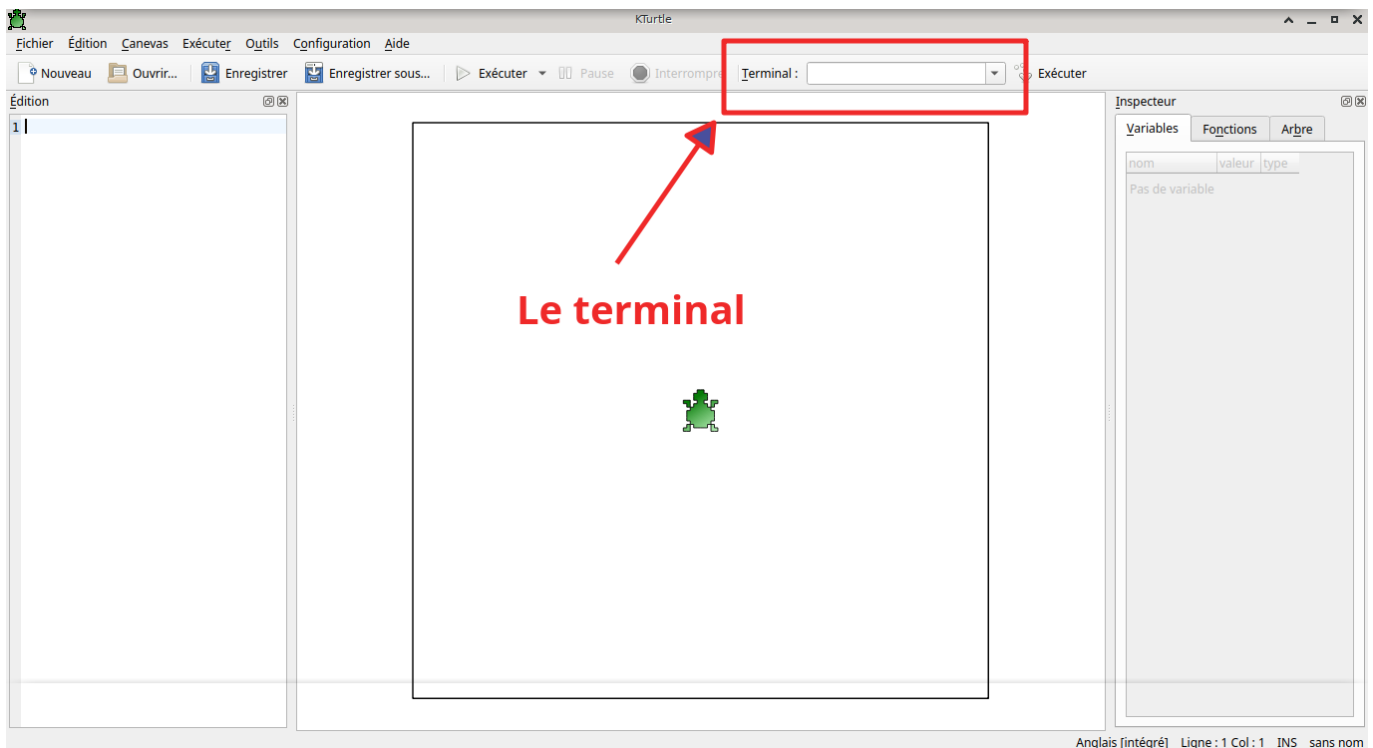 KTurtle
Fichier Édition Canevas Exécuter Outils Configuration Aide
Nouveau Ouvrir... Enregistrer Enregistrer sous... Exécuter Pause Interrompre Terminal : Exécuter
Édition
Inspecteur
1
Variables Fonctions Arbre
nom valeur type
Pas de variable
Le terminal
Anglais [intégré] Ligne : 1 Col : 1 INS sans nom